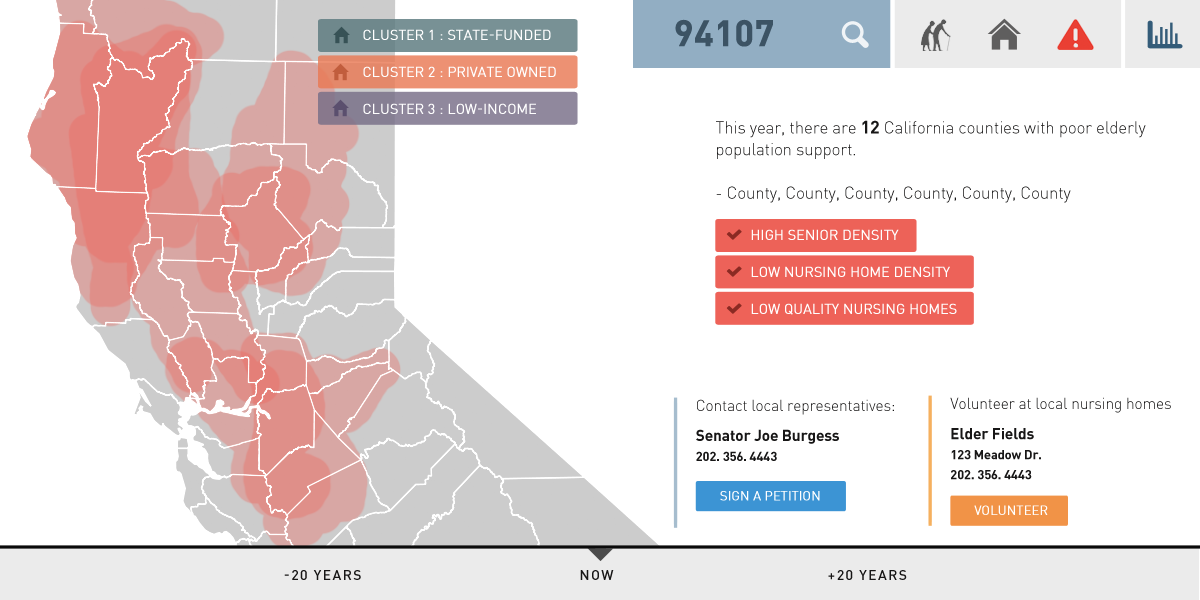 CLUSTER 1 : STATE-FUNDED
CLUSTER 2 : PRIVATE OWNED
CLUSTER 3 : LOW-INCOME
94107
This year, there are 12 California counties with poor elderly
population support.
- County, County, County, County, County, County
HIGH SENIOR DENSITY
LOW NURSING HOME DENSITY
LOW QUALITY NURSING HOMES
Contact local representatives:
Senator Joe Burgess
202. 356. 4443
SIGN A PETITION
Volunteer at local nursing homes
Elder Fields
123 Meadow Dr.
202. 356. 4443
VOLUNTEER
-20 YEARS
NOW
+20 YEARS